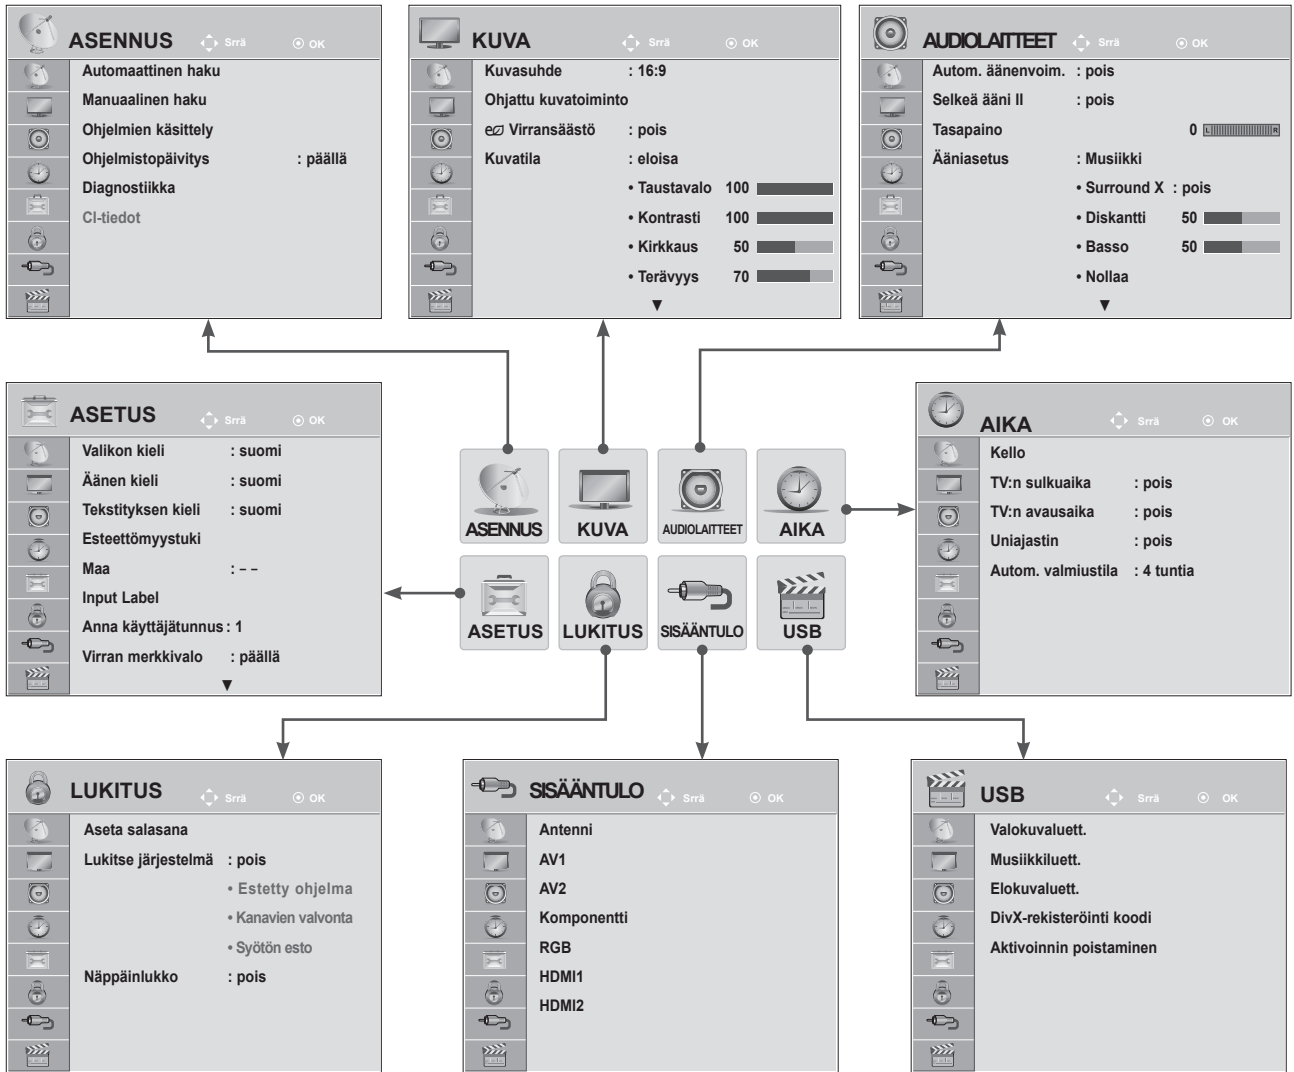 ASENNUS Srrä OK
Automaattinen haku
Manuaalinen haku
Ohjelmien käsittely
Ohjelmistopäivitys : päällä
Diagnostiikka
CI-tiedot
KUVA Srrä OK
Kuvasuhde : 16:9
Ohjattu kuvatoiminto
Virransäästö : pois
Kuvatila : eloisa
• Taustavalo 100
• Kontrasti 100
• Kirkkaus 50
• Terävyys 70
▼
AUDIOLAITTEET Srrä OK
Autom. äänenvoim. : pois
Selkeä ääni II : pois
Tasapaino 0 L R
Ääniasetus : Musiikki
• Surround X : pois
• Diskantti 50
• Basso 50
• Nollaa
▼
ASETUS Srrä OK
Valikon kieli : suomi
Äänen kieli : suomi
Tekstityksen kieli : suomi
Esteettömyystuki
Maa : – –
Input Label
Anna käyttäjätunnus : 1
Virran merkkivalo : päällä
▼
ASENNUS
KUVA
AUDIOLAITTEET
AIKA
ASETUS
LUKITUS
SISÄÄNTULO
USB
AIKA Srrä OK
Kello
TV:n sulkuaika : pois
TV:n avausaika : pois
Uniajastin : pois
Autom. valmiustila : 4 tuntia
LUKITUS Srrä OK
Aseta salasana
Lukitse järjestelmä : pois
• Estetty ohjelma
• Kanavien valvonta
• Syötön esto
Näppäinlukko : pois
SISÄÄNTULO Srrä OK
Antenni
AV1
AV2
Komponentti
RGB
HDMI1
HDMI2
USB Srrä OK
Valokuvaluett.
Musiikkiluett.
Elokuvaluett.
DivX-rekisteröinti koodi
Aktivoinnin poistaminen